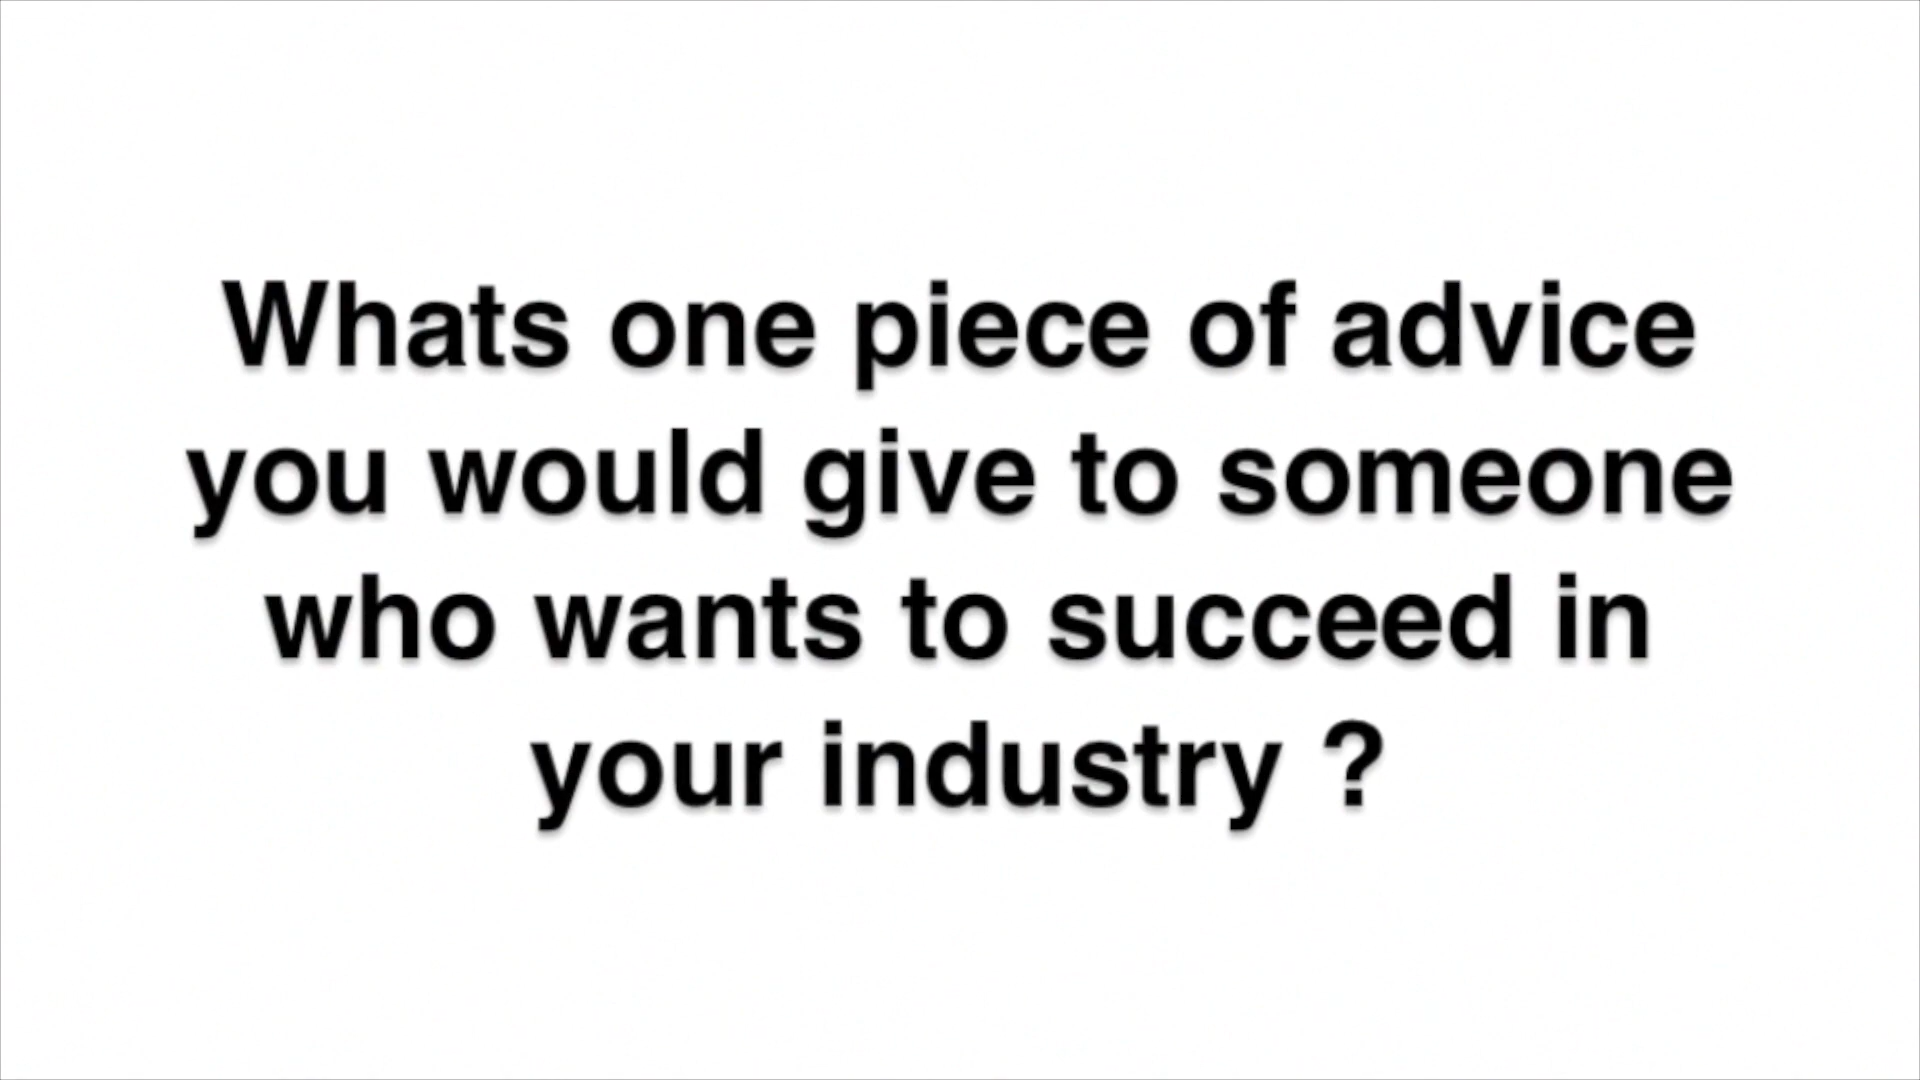 Whats one piece of advice
you would give to someone
who wants to succeed in
your industry ?